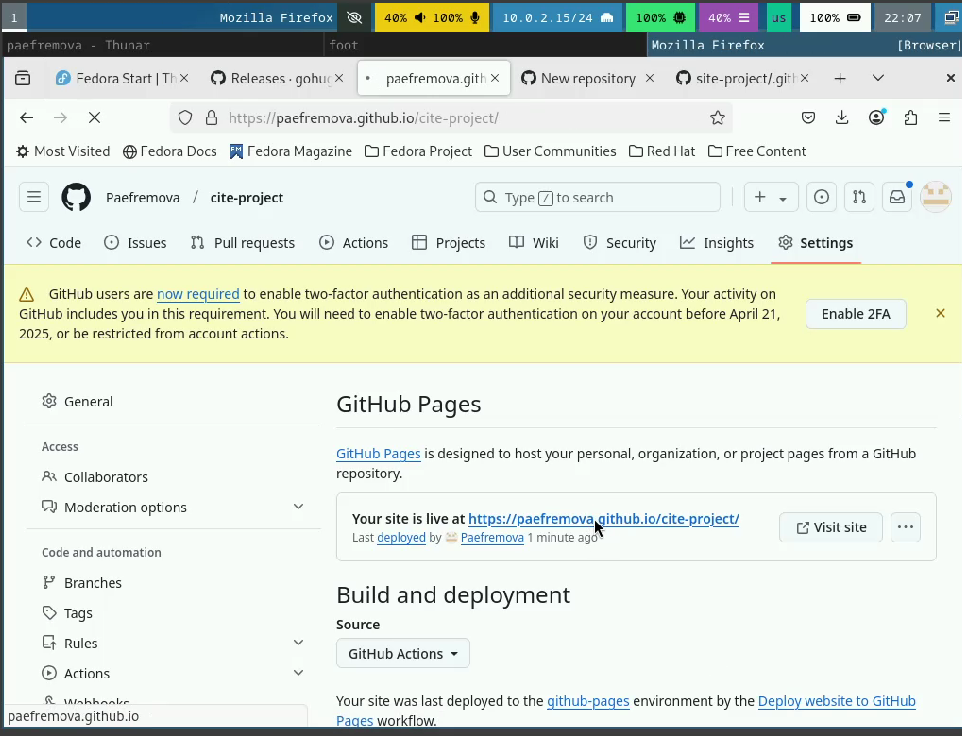 1 Mozilla Firefox 40% 100% 10.0.2.15/24 100% 40% us 100% 22:07
paefremova - Thunar foot Mozilla Firefox [Browser]
Fedora Start | Th Releases · gohug paefremova.gith New repository site-project/.gith
https://paefremova.github.io/cite-project/
Most Visited Fedora Docs Fedora Magazine Fedora Project User Communities Red Hat Free Content
Paefremova / cite-project Type / to search
Code Issues Pull requests Actions Projects Wiki Security Insights Settings
GitHub users are now required to enable two-factor authentication as an additional security measure. Your activity on
GitHub includes you in this requirement. You will need to enable two-factor authentication on your account before April 21,
2025, or be restricted from account actions.
Enable 2FA
General
Access
Collaborators
Moderation options
Code and automation
Branches
Tags
Rules
Actions
Webhooks
paefremova.github.io
GitHub Pages
GitHub Pages is designed to host your personal, organization, or project pages from a GitHub
repository.
Your site is live at https://paefremova.github.io/cite-project/
Last deployed by Paefremova 1 minute ago
Visit site
Build and deployment
Source
GitHub Actions
Your site was last deployed to the github-pages environment by the Deploy website to GitHub
Pages workflow.